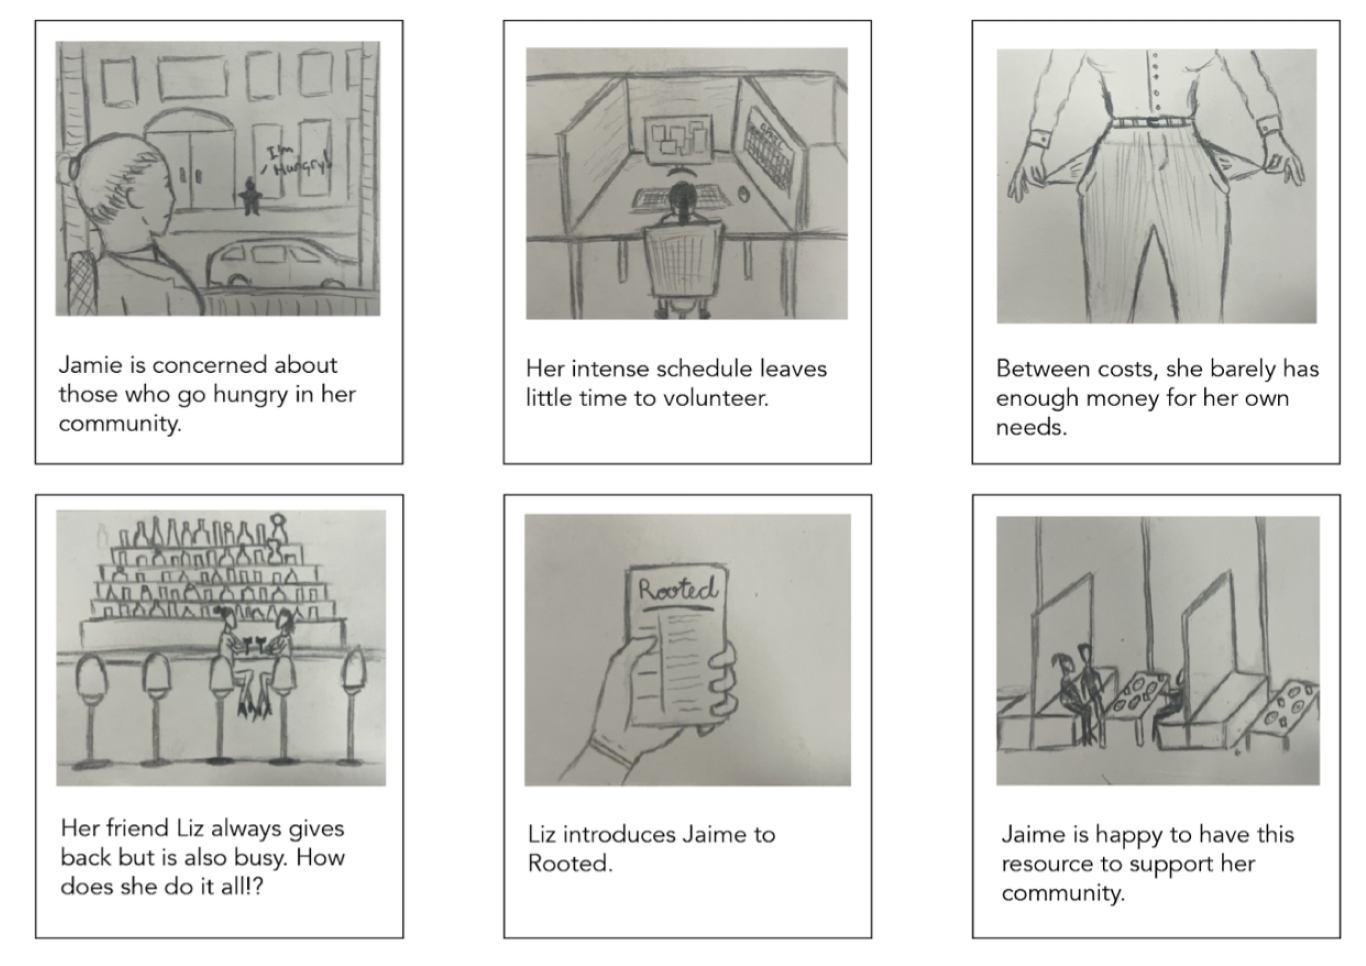 I'm
Hungry!
Jamie is concerned about
those who go hungry in her
community.
Her intense schedule leaves
little time to volunteer.
Between costs, she barely has
enough money for her own
needs.
Her friend Liz always gives
back but is also busy. How
does she do it all!?
Rooted
Liz introduces Jaime to
Rooted.
Jaime is happy to have this
resource to support her
community.